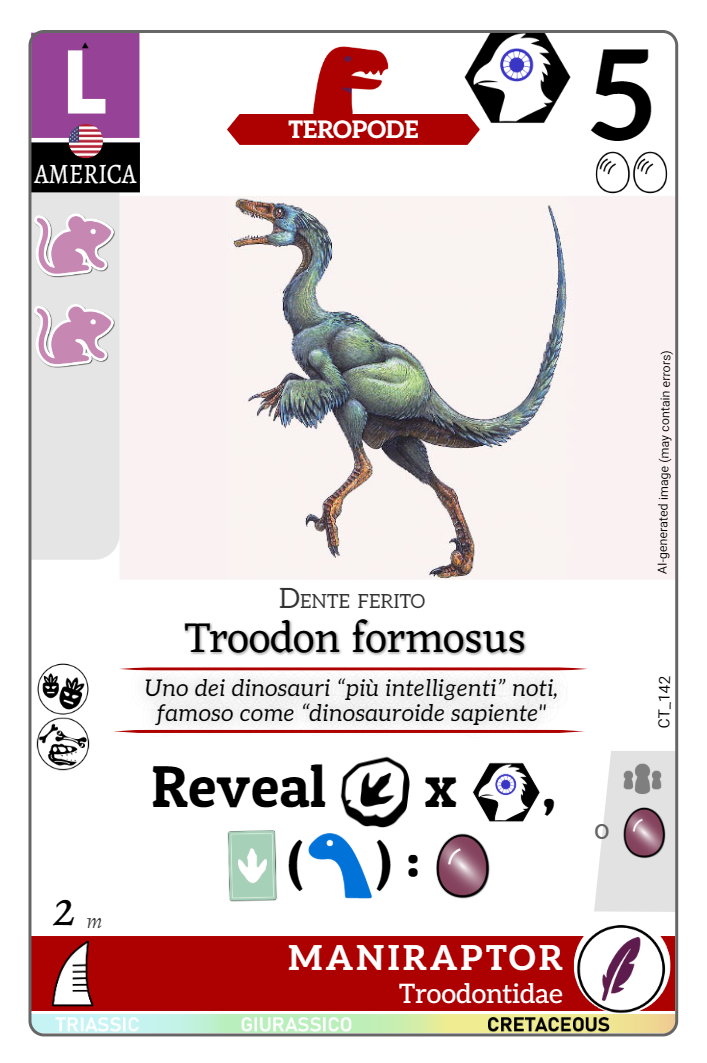 L
TEROPODE
5
AMERICA
AI-generated image (may contain errors)
Dente ferito
Troodon formosus
Uno dei dinosauri “più intelligenti” noti,
famoso come “dinosauroide sapiente"
CT_142
Reveal x ,
( ) :
o
2 m
MANIRAPTOR
Troodontidae
TRIASSIC GIURASSICO CRETACEOUS